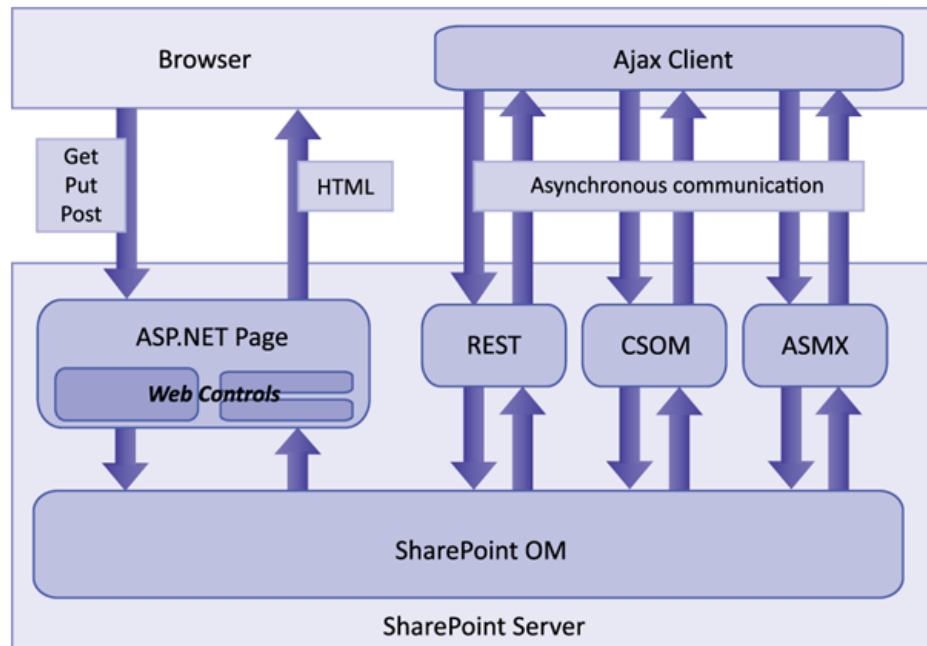 Browser
Ajax Client
Get
Put
Post
HTML
Asynchronous communication
ASP.NET Page
Web Controls
REST
CSOM
ASMX
SharePoint OM
SharePoint Server